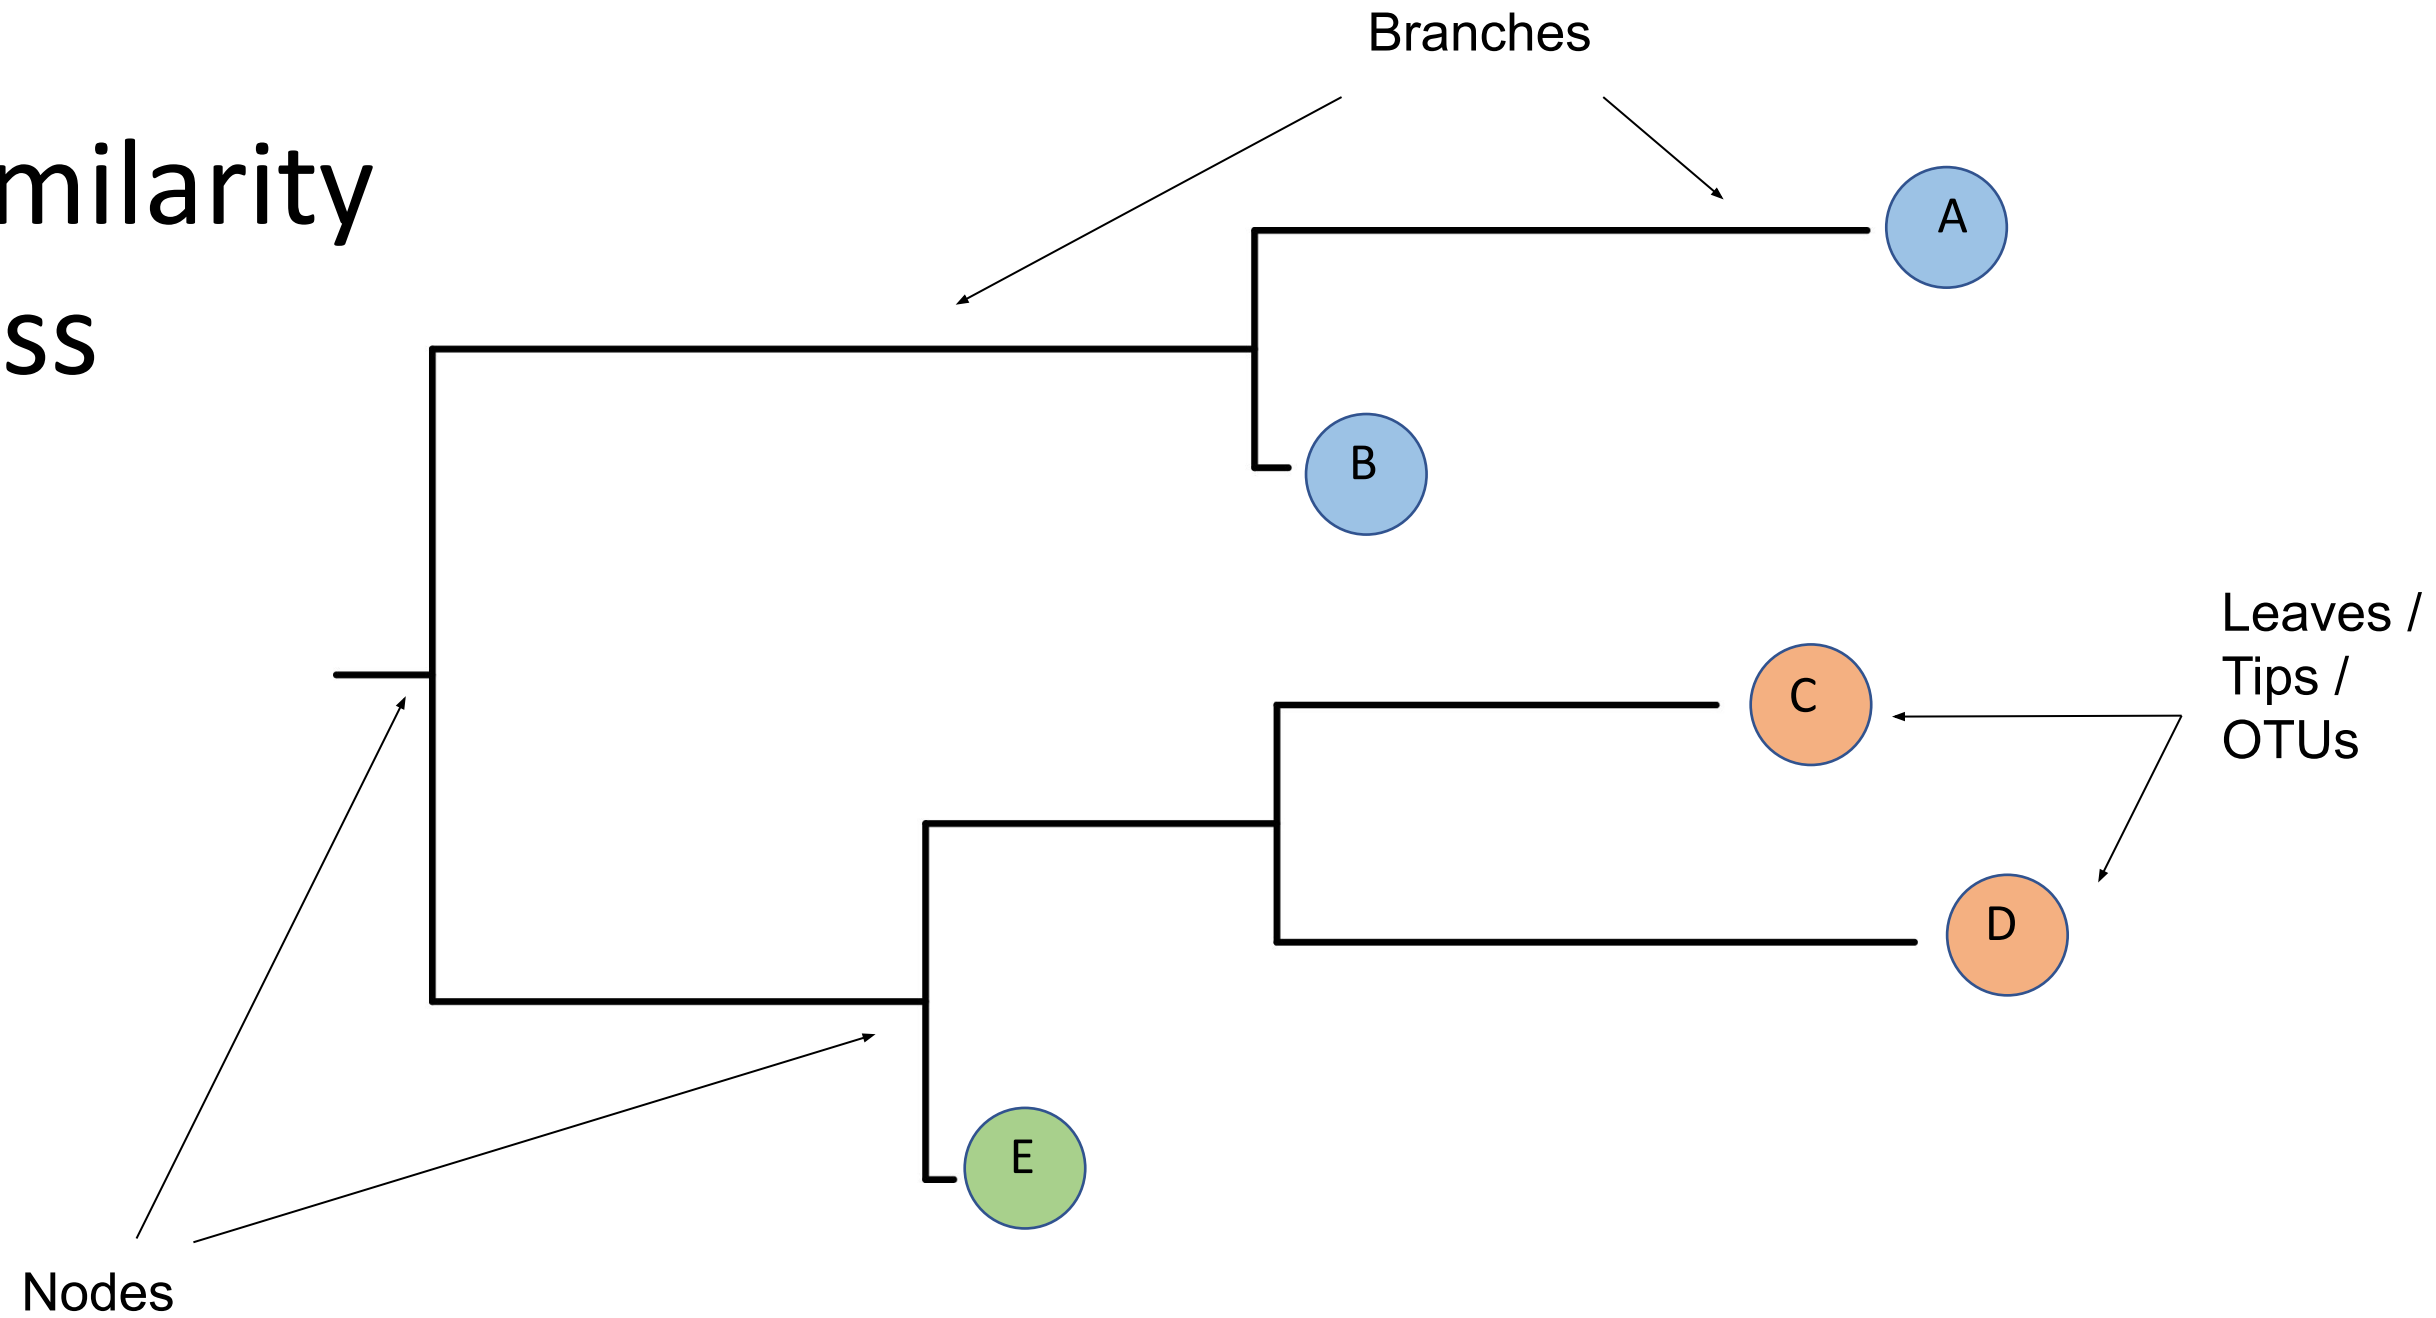 Branches
milarity
ss
A
B
C
D
E
Leaves /
Tips /
OTUs
Nodes